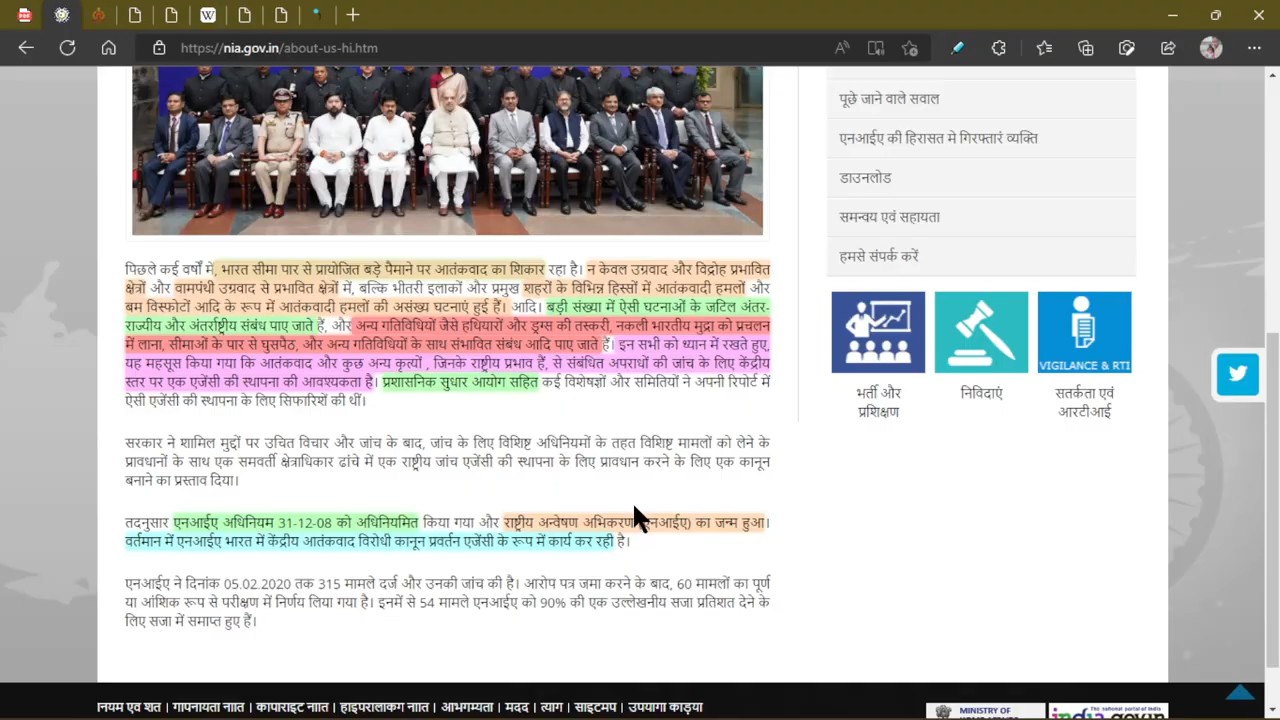 https://nia.gov.in/about-us-hi.htm
पूछे जाने वाले सवाल
एनआईए की हिरासत मे गिरफ्तारं व्यक्ति
डाउनलोड
समन्वय एवं सहायता
हमसे संपर्क करें
पिछले कई वर्षों में, भारत सीमा पार से प्रायोजित बड़े पैमाने पर आतंकवाद का शिकार रहा है। न केवल उग्रवाद और विद्रोह प्रभावित
क्षेत्रों और वामपंथी उग्रवाद से प्रभावित क्षेत्रों में, बल्कि भीतरी इलाकों और प्रमुख शहरों के विभिन्न हिस्सों में आतंकवादी हमलों और
बम विस्फोटों आदि के रूप में आतंकवादी हमलों की असंख्य घटनाएं हुई हैं। आदि। बड़ी संख्या में ऐसी घटनाओं के जटिल अंतर-
राज्यीय और अंतर्राष्ट्रीय संबंध पाए जाते हैं, और अन्य गतिविधियों जैसे हथियारों और ड्रग्स की तस्करी, नकली भारतीय मुद्रा को प्रचलन
में लाना, सीमाओं के पार से घुसपैठ, और अन्य गतिविधियों के साथ संभावित संबंध आदि पाए जाते हैं। इन सभी को ध्यान में रखते हुए,
यह महसूस किया गया कि आतंकवाद और कुछ अन्य कृत्यों जिनके राष्ट्रीय प्रभाव हैं, से संबंधित अपराधों की जांच के लिए केंद्रीय
स्तर पर एक एजेंसी की स्थापना की आवश्यकता है। प्रशासनिक सुधार आयोग सहित कई विशेषज्ञों और समितियों ने अपनी रिपोर्ट में
ऐसी एजेंसी की स्थापना के लिए सिफारिशें की थीं।
सरकार ने शामिल मुद्दों पर उचित विचार और जांच के बाद, जांच के लिए विशिष्ट अधिनियमों के तहत विशिष्ट मामलों को लेने के
प्रावधानों के साथ एक समवर्ती क्षेत्राधिकार ढांचे में एक राष्ट्रीय जांच एजेंसी की स्थापना के लिए प्रावधान करने के लिए एक कानून
बनाने का प्रस्ताव दिया।
तदनुसार एनआईए अधिनियम 31-12-08 को अधिनियमित किया गया और राष्ट्रीय अन्वेषण अभिकरण (एनआईए) का जन्म हुआ।
वर्तमान में एनआईए भारत में केंद्रीय आतंकवाद विरोधी कानून प्रवर्तन एजेंसी के रूप में कार्य कर रही है।
एनआईए ने दिनांक 05.02.2020 तक 315 मामले दर्ज और उनकी जांच की है। आरोप पत्र जमा करने के बाद, 60 मामलों का पूर्ण
या आंशिक रूप से परीक्षण में निर्णय लिया गया है। इनमें से 54 मामले एनआईए को 90% की एक उल्लेखनीय सजा प्रतिशत देने के
लिए सजा में समाप्त हुए हैं।
VIGILANCE & RTI
भर्ती और
प्रशिक्षण
निविदाएं
सतर्कता एवं
आरटीआई
MINISTRY OF